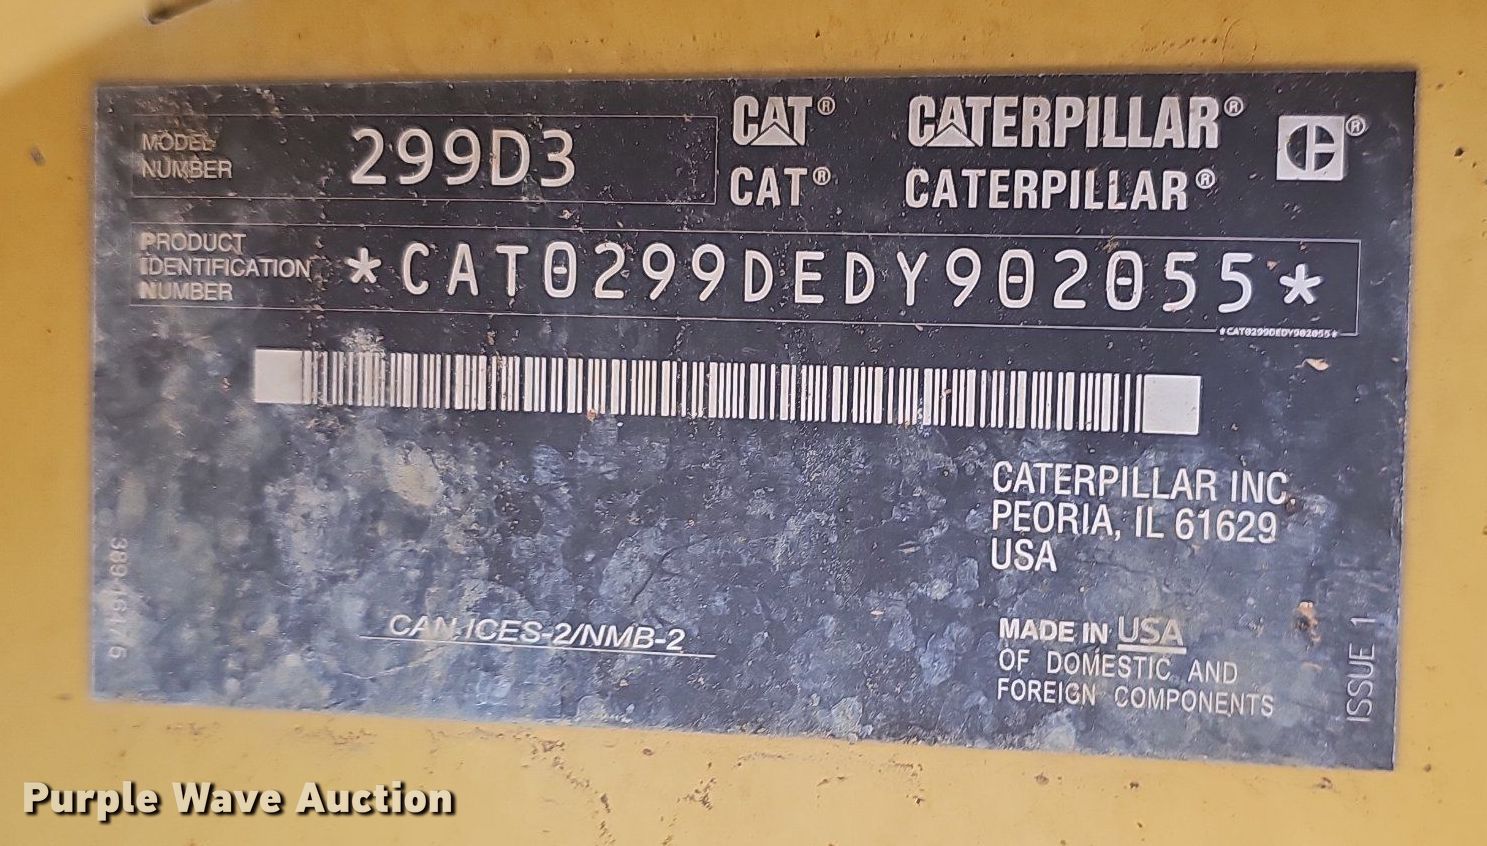 MODEL
NUMBER
299D3
CAT® CATERPILLAR®
CAT® CATERPILLAR®
PRODUCT
IDENTIFICATION
NUMBER
*CAT0299DEDY902055*
*CAT0299DEDY902055*
CATERPILLAR INC.
PEORIA, IL 61629
USA
CAN ICES-2/NMB-2
MADE IN USA
OF DOMESTIC AND
FOREIGN COMPONENTS
ISSUE 1
Purple Wave Auction